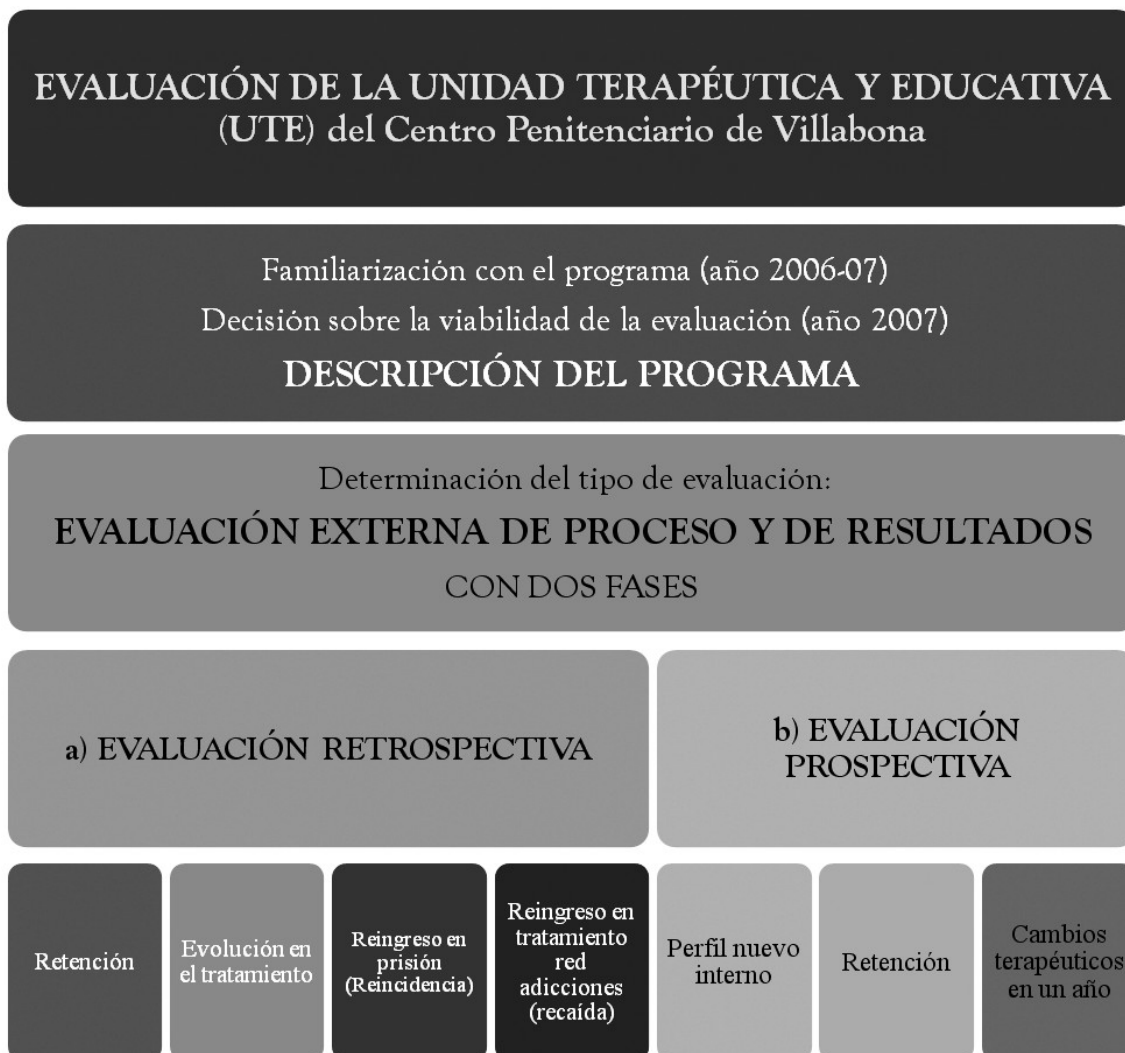 EVALUACIÓN DE LA UNIDAD TERAPÉUTICA Y EDUCATIVA
(UTE) del Centro Penitenciario de Villabona
Familiarización con el programa (año 2006-07)
Decisión sobre la viabilidad de la evaluación (año 2007)
DESCRIPCIÓN DEL PROGRAMA
Determinación del tipo de evaluación:
EVALUACIÓN EXTERNA DE PROCESO Y DE RESULTADOS
CON DOS FASES
a) EVALUACIÓN RETROSPECTIVA
b) EVALUACIÓN
PROSPECTIVA
Retención
Evolución en
el tratamiento
Reingreso en
prisión
(Reincidencia)
Reingreso en
tratamiento
red
adicciones
(recaída)
Perfil nuevo
interno
Retención
Cambios
terapéuticos
en un año